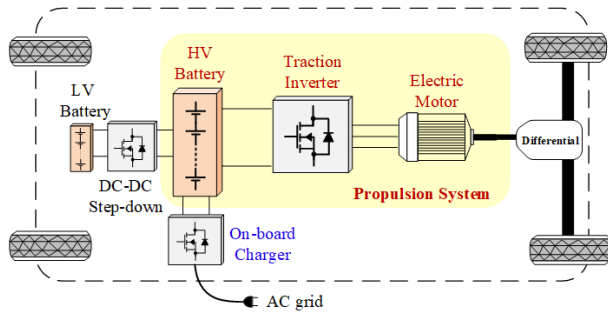 HV
Battery
Traction
Inverter
Electric
Motor
LV
Battery
Differential
DC-DC
Step-down
Propulsion System
On-board
Charger
AC grid